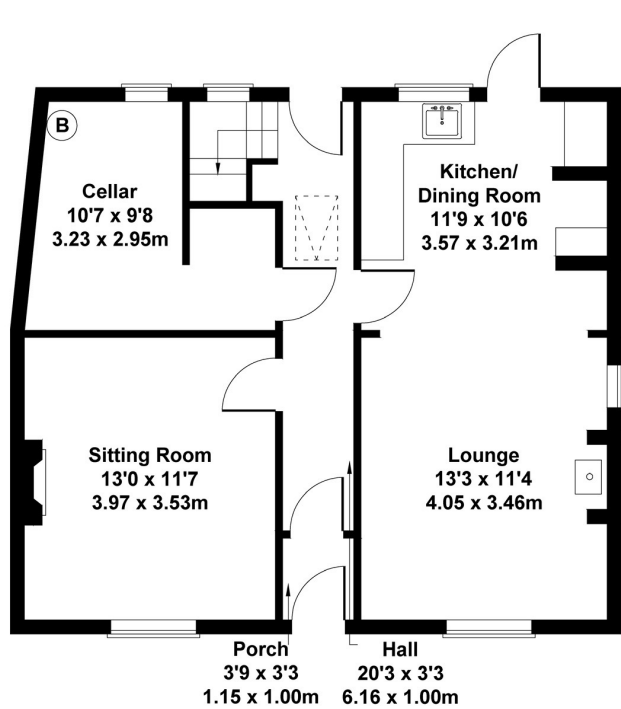 B
Cellar
10'7 x 9'8
3.23 x 2.95m
Kitchen/
Dining Room
11'9 x 10'6
3.57 x 3.21m
Sitting Room
13'0 x 11'7
3.97 x 3.53m
Lounge
13'3 x 11'4
4.05 x 3.46m
Porch
3'9 x 3'3
1.15 x 1.00m
Hall
20'3 x 3'3
6.16 x 1.00m